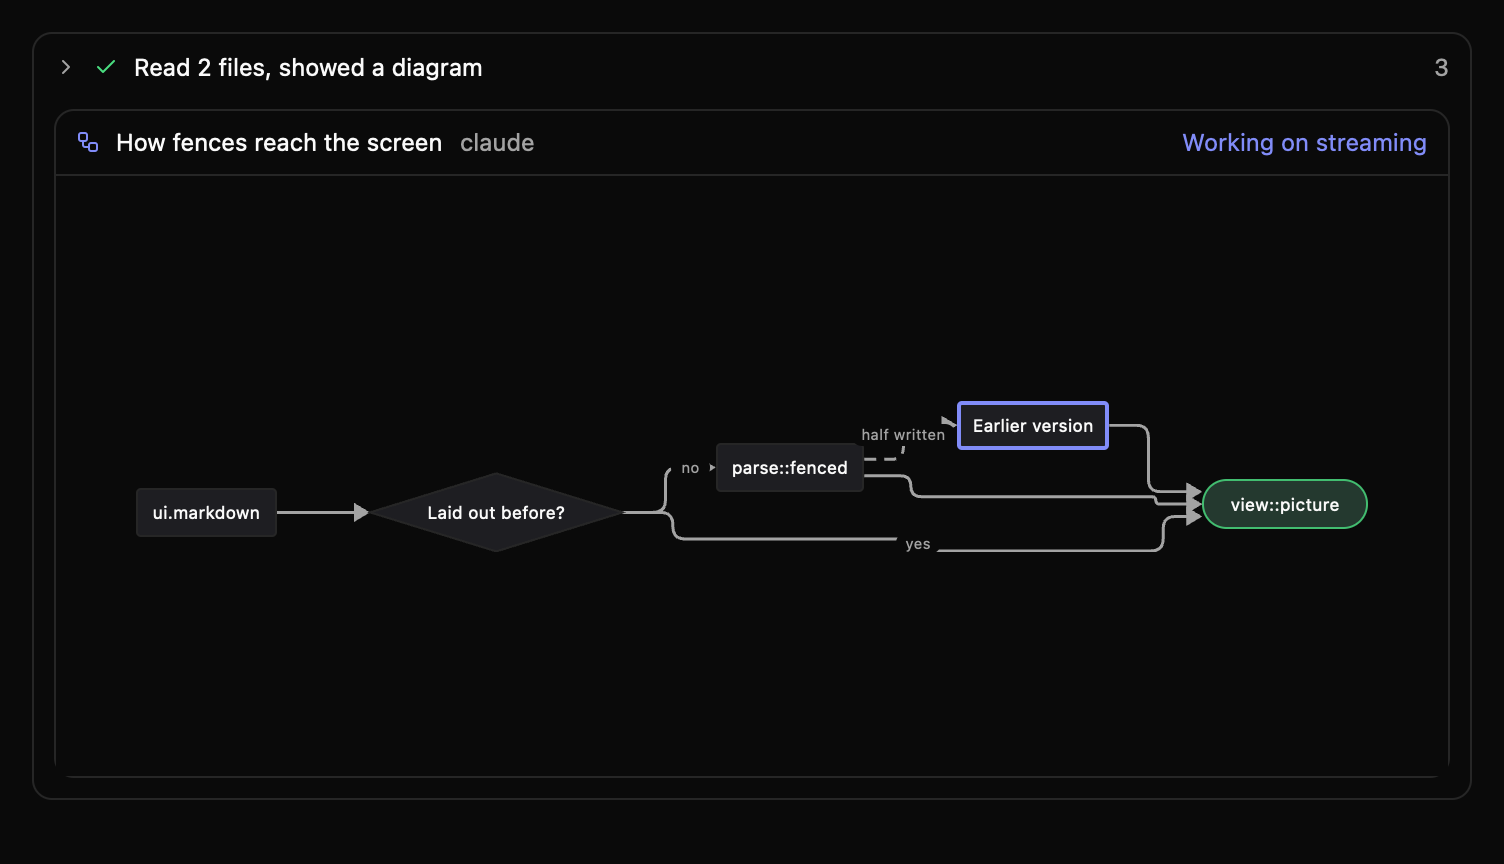 Read 2 files, showed a diagram
3
How fences reach the screen claude
Working on streaming
ui.markdown
Laid out before?
no
parse::fenced
half written
Earlier version
yes
view::picture